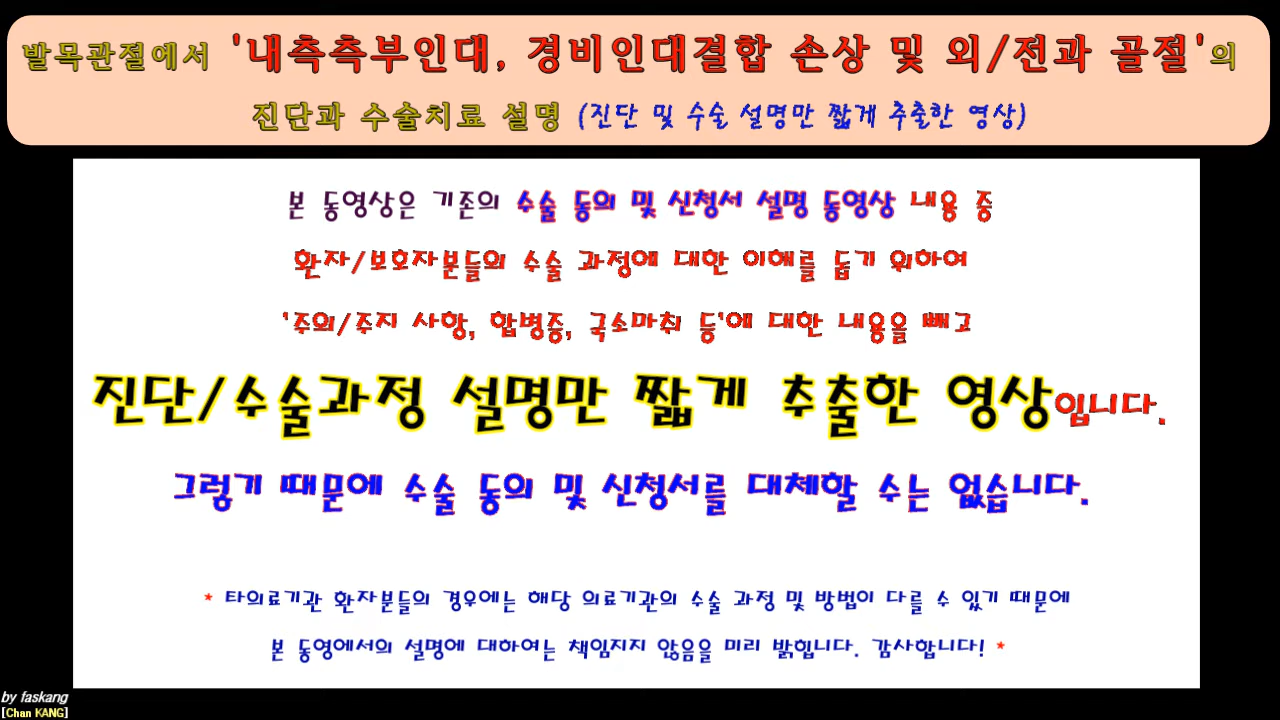 발목관절에서 '내측측부인대, 경비인대결합 손상 및 외/전과 골절'의
진단과 수술치료 설명 (진단 및 수술 설명만 짧게 추출한 영상)
본 동영상은 기존의 수술 동의 및 신청서 설명 동영상 내용 중
환자/보호자분들의 수술 과정에 대한 이해를 돕기 위하여
'주의/주지 사항, 합병증, 국소마취 등'에 대한 내용을 빼고
진단/수술과정 설명만 짧게 추출한 영상입니다.
그렇기 때문에 수술 동의 및 신청서를 대체할 수는 없습니다.
* 타의료기관 환자분들의 경우에는 해당 의료기관의 수술 과정 및 방법이 다를 수 있기 때문에
본 동영에서의 설명에 대하여는 책임지지 않음을 미리 밝힙니다. 감사합니다! *
by faskang
[Chan KANG]